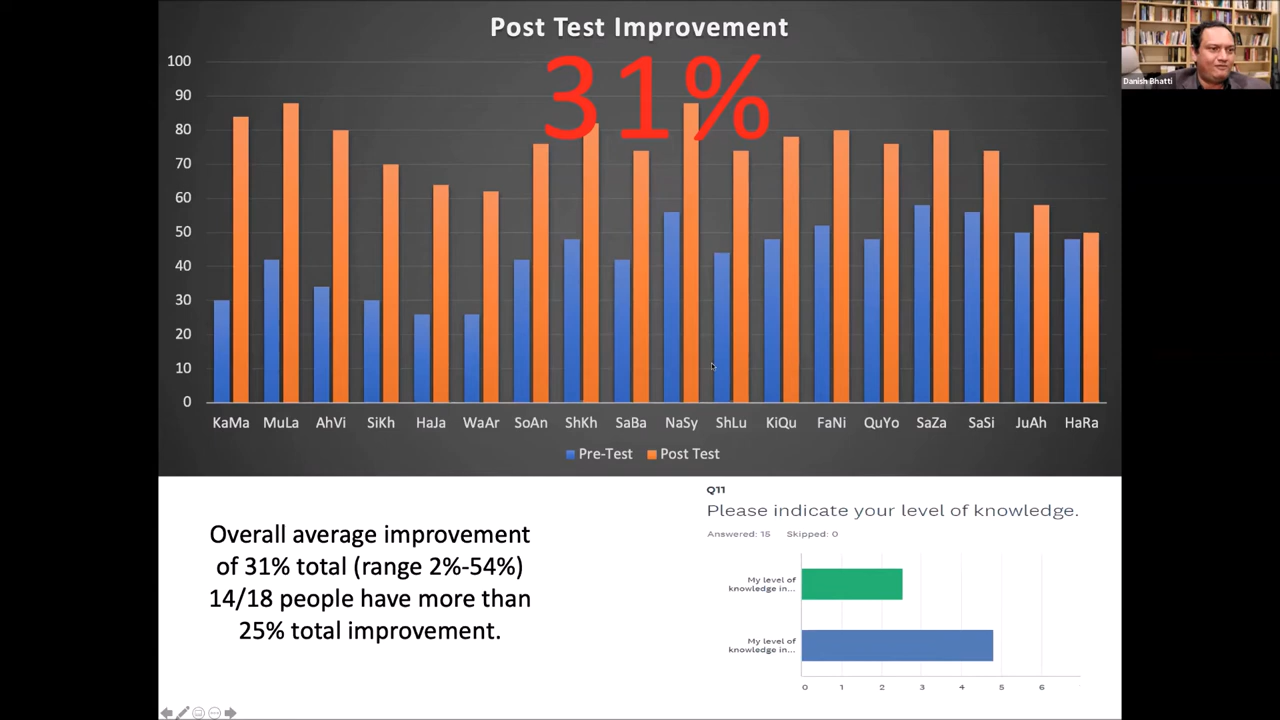 Post Test Improvement
31%
100
90
80
70
60
50
40
30
20
10
0
KaMa MuLa AhVi SiKh HaJa WaAr SoAn ShKh SaBa NaSy ShLu KiQu FaNi QuYo SaZa SaSi JuAh HaRa
Pre-Test Post Test
Danish Bhatti
Overall average improvement
of 31% total (range 2%-54%)
14/18 people have more than
25% total improvement.
Q11
Please indicate your level of knowledge.
Answered: 15 Skipped: 0
My level of
knowledge in...
My level of
knowledge in...
0 1 2 3 4 5 6